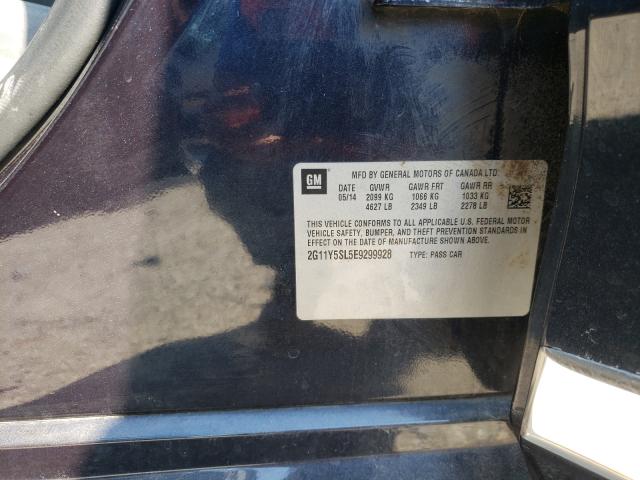 GM
MFD BY GENERAL MOTORS OF CANADA LTD.
DATE GVWR GAWR FRT GAWR RR
05/14 2099 KG 1066 KG 1033 KG
4627 LB 2349 LB 2278 LB
THIS VEHICLE CONFORMS TO ALL APPLICABLE U.S. FEDERAL MOTOR
VEHICLE SAFETY, BUMPER, AND THEFT PREVENTION STANDARDS
IN EFFECT ON THE DATE OF MANUFACTURE SHOWN ABOVE.
2G11Y5SL5E9299928 TYPE: PASS CAR